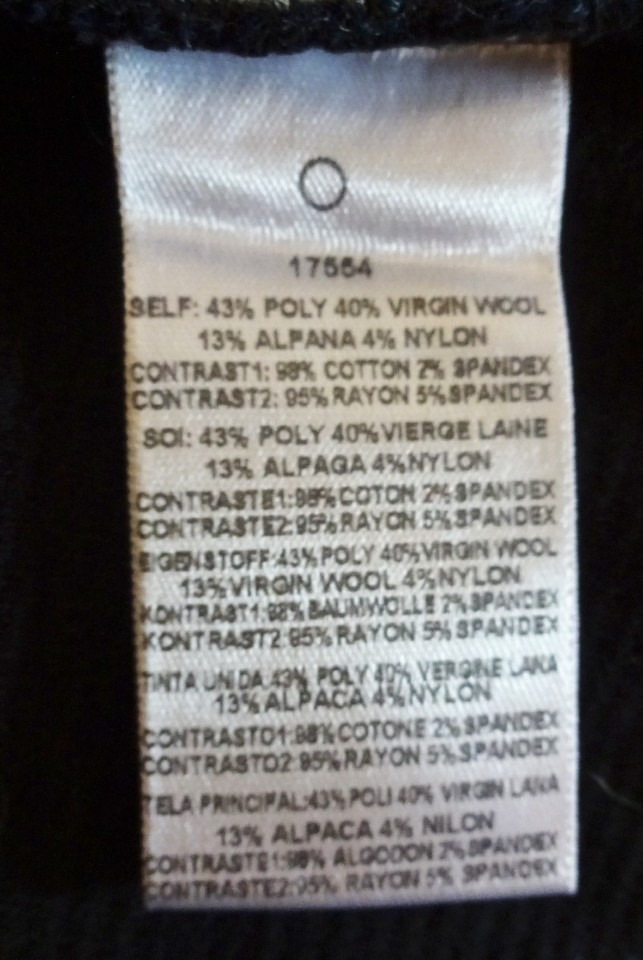 17554
SELF: 43% POLY 40% VIRGIN WOOL
13% ALPANA 4% NYLON
CONTRAST1: 98% COTTON 2% SPANDEX
CONTRAST2: 95% RAYON 5% SPANDEX
SOI: 43% POLY 40% VIERGE LAINE
13% ALPAGA 4% NYLON
CONTRASTE1:98% COTON 2% SPANDEX
CONTRASTE2:95% RAYON 5% SPANDEX
EIGENSTOFF:43% POLY 40% VIRGIN WOOL
13% VIRGIN WOOL 4% NYLON
KONTRAST1:98% BAUMWOLLE 2% SPANDEX
KONTRAST2:95% RAYON 5% SPANDEX
TINTA UNIDA:43% POLY 40% VERGINE LANA
13% ALPACA 4% NYLON
CONTRASTO1:98% COTONE 2% SPANDEX
CONTRASTO2:95% RAYON 5% SPANDEX
TELA PRINCIPAL:43% POLI 40% VIRGIN LANA
13% ALPACA 4% NILON
CONTRASTE1:98% ALGODON 2% SPANDEX
CONTRASTE2:95% RAYON 5% SPANDEX